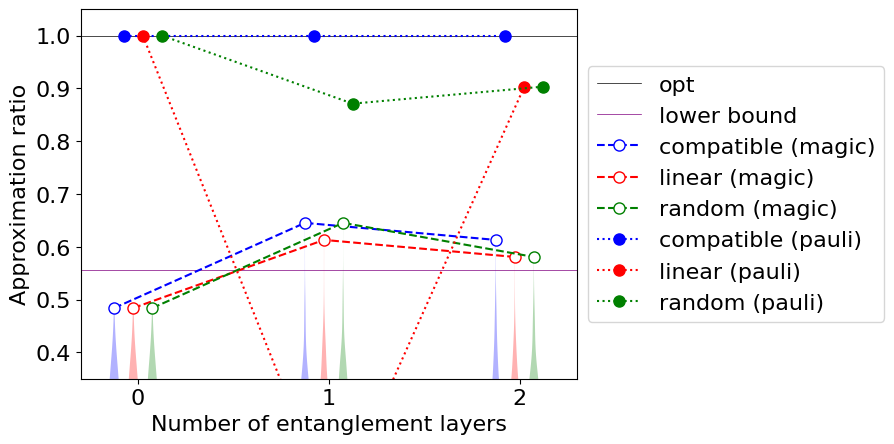 1.0
0.9
0.8
0.7
0.6
0.5
0.4
Approximation ratio
0 1 2
Number of entanglement layers
opt
lower bound
compatible (magic)
linear (magic)
random (magic)
compatible (pauli)
linear (pauli)
random (pauli)